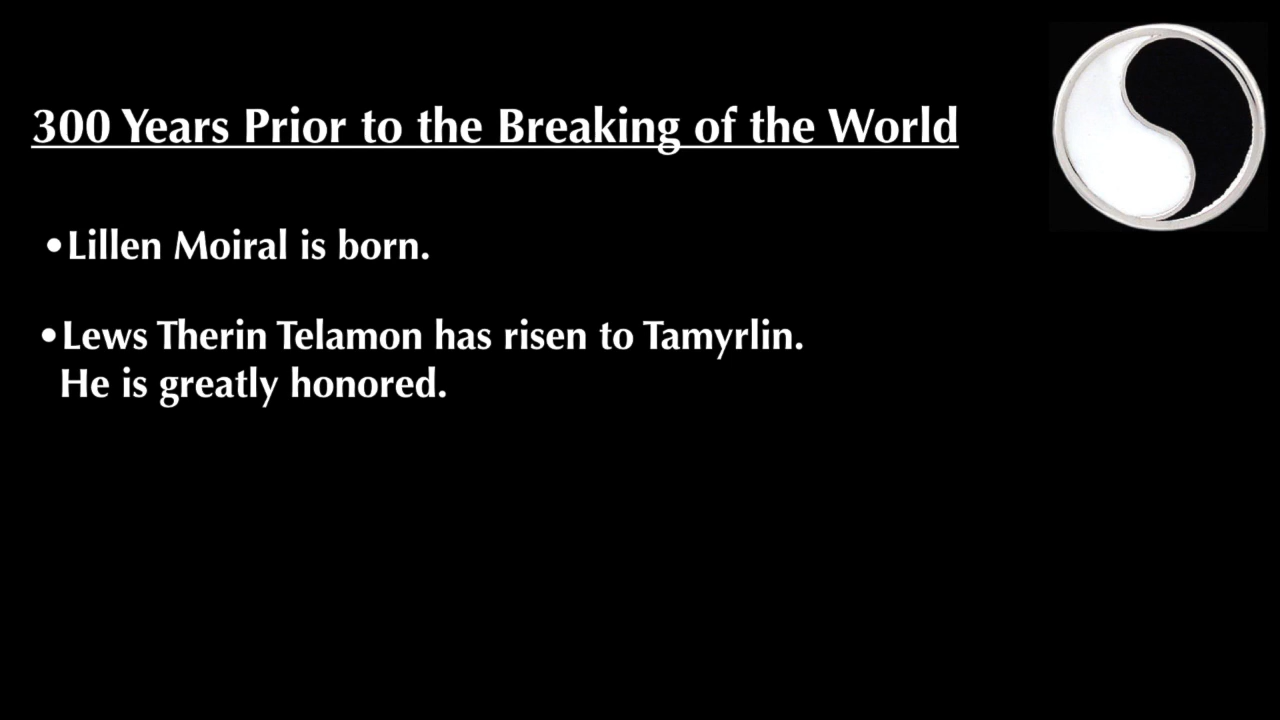 300 Years Prior to the Breaking of the World
•Lillen Moiral is born.
•Lews Therin Telamon has risen to Tamyrlin.
He is greatly honored.